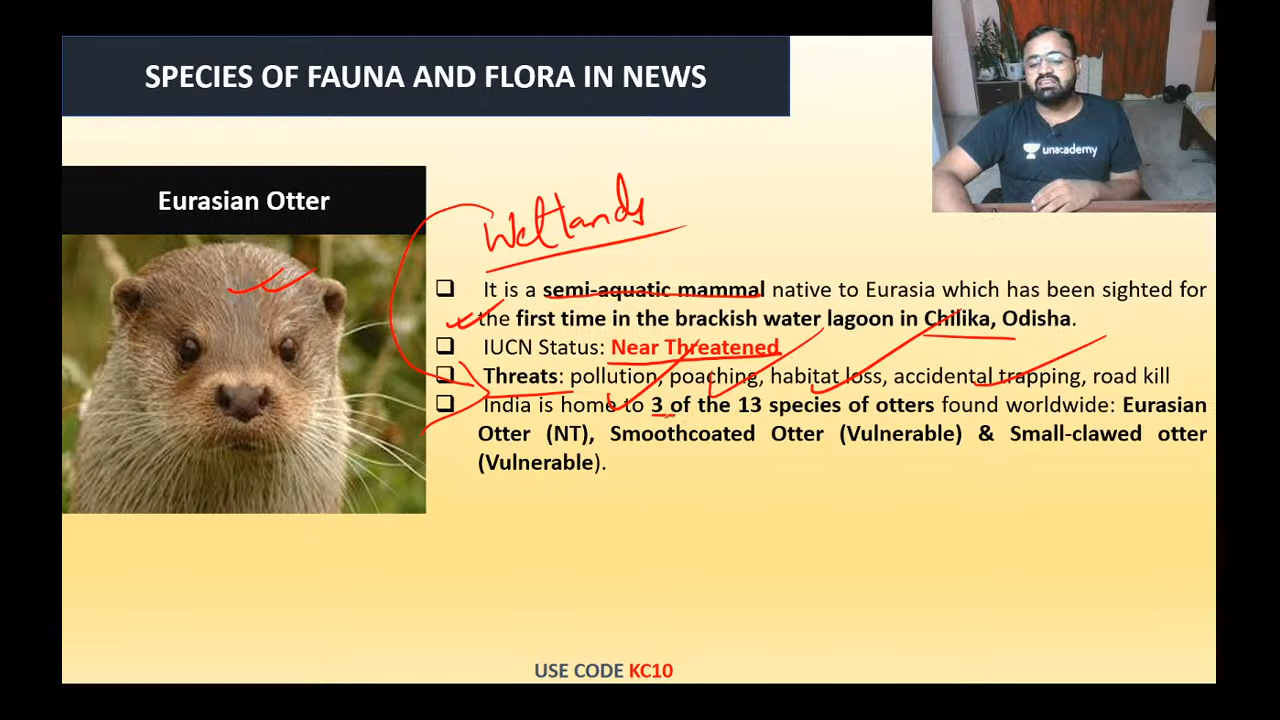 SPECIES OF FAUNA AND FLORA IN NEWS
unacademy
Eurasian Otter
Wetlands
It is a semi-aquatic mammal native to Eurasia which has been sighted for
the first time in the brackish water lagoon in Chilika, Odisha.
IUCN Status: Near Threatened
Threats: pollution, poaching, habitat loss, accidental trapping, road kill
India is home to 3 of the 13 species of otters found worldwide: Eurasian
Otter (NT), Smoothcoated Otter (Vulnerable) & Small-clawed otter
(Vulnerable).
USE CODE KC10